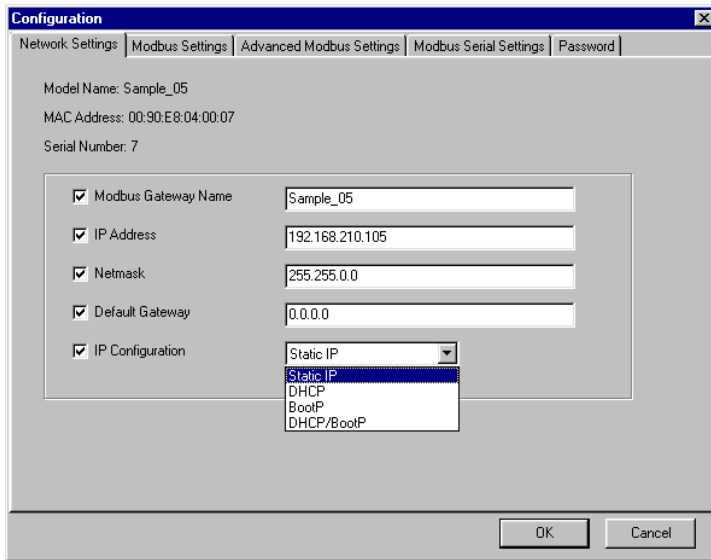 Configuration
Network Settings Modbus Settings Advanced Modbus Settings Modbus Serial Settings Password
Model Name: Sample_05
MAC Address: 00:90:E8:04:00:07
Serial Number: 7
Modbus Gateway Name Sample_05
IP Address 192.168.210.105
Netmask 255.255.0.0
Default Gateway 0.0.0.0
IP Configuration Static IP
Static IP
DHCP
BootP
DHCP/BootP
OK Cancel